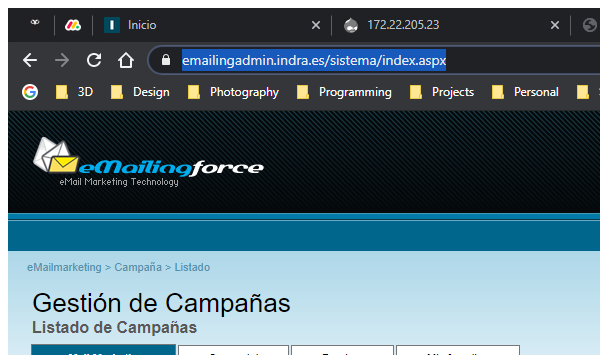 Inicio
172.22.205.23
emailingadmin.indra.es/sistema/index.aspx
3D
Design
Photography
Programming
Projects
Personal
eMailingforce
eMail Marketing Technology
eMailmarketing > Campaña > Listado
Gestión de Campañas
Listado de Campañas